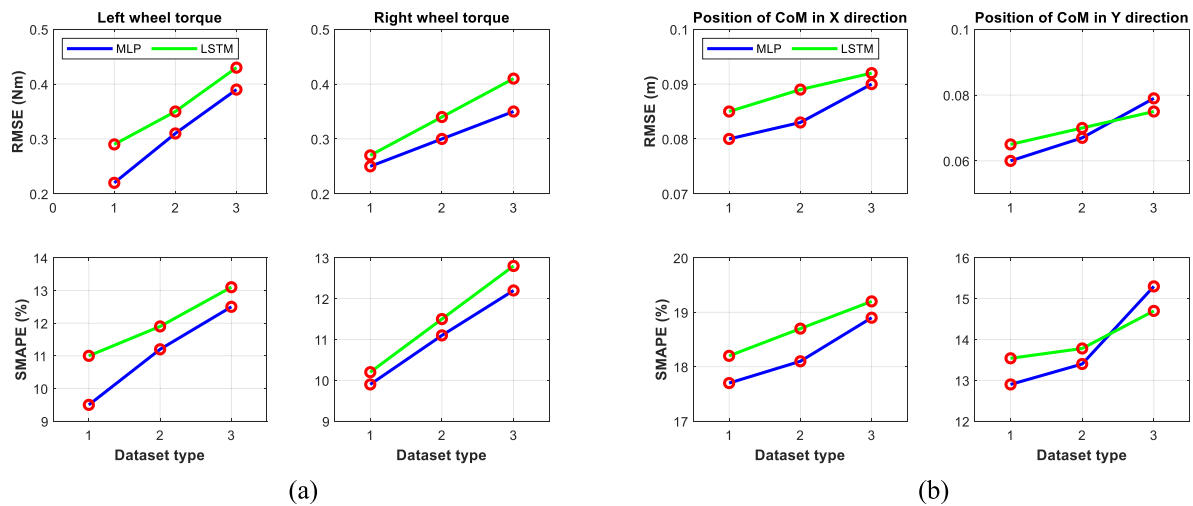 Left wheel torque
Right wheel torque
Position of CoM in X direction
Position of CoM in Y direction
RMSE (Nm)
0.5
0.4
0.3
0.2
0 1 2 3
MLP LSTM
0.5
0.4
0.3
0.2
1 2 3
RMSE (m)
0.1
0.09
0.08
0.07
1 2 3
MLP LSTM
0.1
0.08
0.06
1 2 3
SMAPE (%)
14
13
12
11
10
9
1 2 3
Dataset type
13
12
11
10
9
1 2 3
Dataset type
SMAPE (%)
20
19
18
17
1 2 3
Dataset type
16
15
14
13
12
1 2 3
Dataset type
(a)
(b)